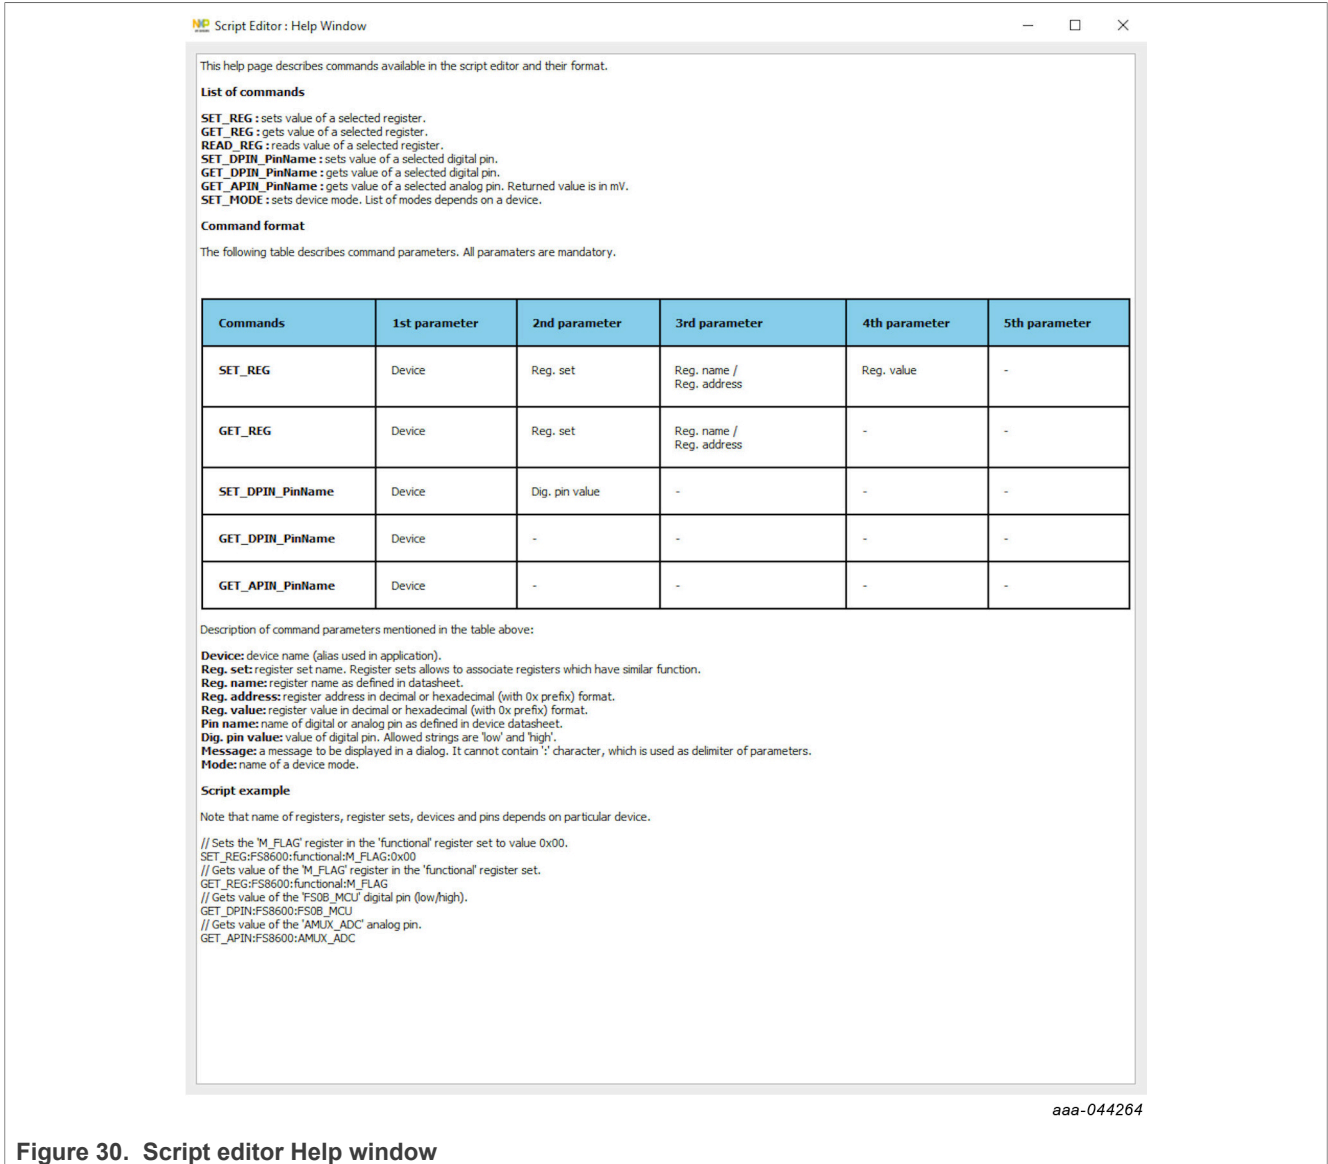 NXP Script Editor : Help Window
This help page describes commands available in the script editor and their format.
List of commands
SET_REG : sets value of a selected register.
GET_REG : gets value of a selected register.
READ_REG : reads value of a selected register.
SET_DPIN_PinName : sets value of a selected digital pin.
GET_DPIN_PinName : gets value of a selected digital pin.
GET_APIN_PinName : gets value of a selected analog pin. Returned value is in mV.
SET_MODE : sets device mode. List of modes depends on a device.
Command format
The following table describes command parameters. All paramaters are mandatory.
Commands 1st parameter 2nd parameter 3rd parameter 4th parameter 5th parameter
SET_REG Device Reg. set Reg. name / Reg. value -
Reg. address
GET_REG Device Reg. set Reg. name / - -
Reg. address
SET_DPIN_PinName Device Dig. pin value - - -
GET_DPIN_PinName Device - - - -
GET_APIN_PinName Device - - - -
Description of command parameters mentioned in the table above:
Device: device name (alias used in application).
Reg. set: register set name. Register sets allows to associate registers which have similar function.
Reg. name: register name as defined in datasheet.
Reg. address: register address in decimal or hexadecimal (with 0x prefix) format.
Reg. value: register value in decimal or hexadecimal (with 0x prefix) format.
Pin name: name of digital or analog pin as defined in device datasheet.
Dig. pin value: value of digital pin. Allowed strings are 'low' and 'high'.
Message: a message to be displayed in a dialog. It cannot contain ':' character, which is used as delimiter of parameters.
Mode: name of a device mode.
Script example
Note that name of registers, register sets, devices and pins depends on particular device.
// Sets the 'M_FLAG' register in the 'functional' register set to value 0x00.
SET_REG:FS8600:functional:M_FLAG:0x00
// Gets value of the 'M_FLAG' register in the 'functional' register set.
GET_REG:FS8600:functional:M_FLAG
// Gets value of the 'FS0B_MCU' digital pin (low/high).
GET_DPIN:FS8600:FS0B_MCU
// Gets value of the 'AMUX_ADC' analog pin.
GET_APIN:FS8600:AMUX_ADC
aaa-044264
Figure 30. Script editor Help window